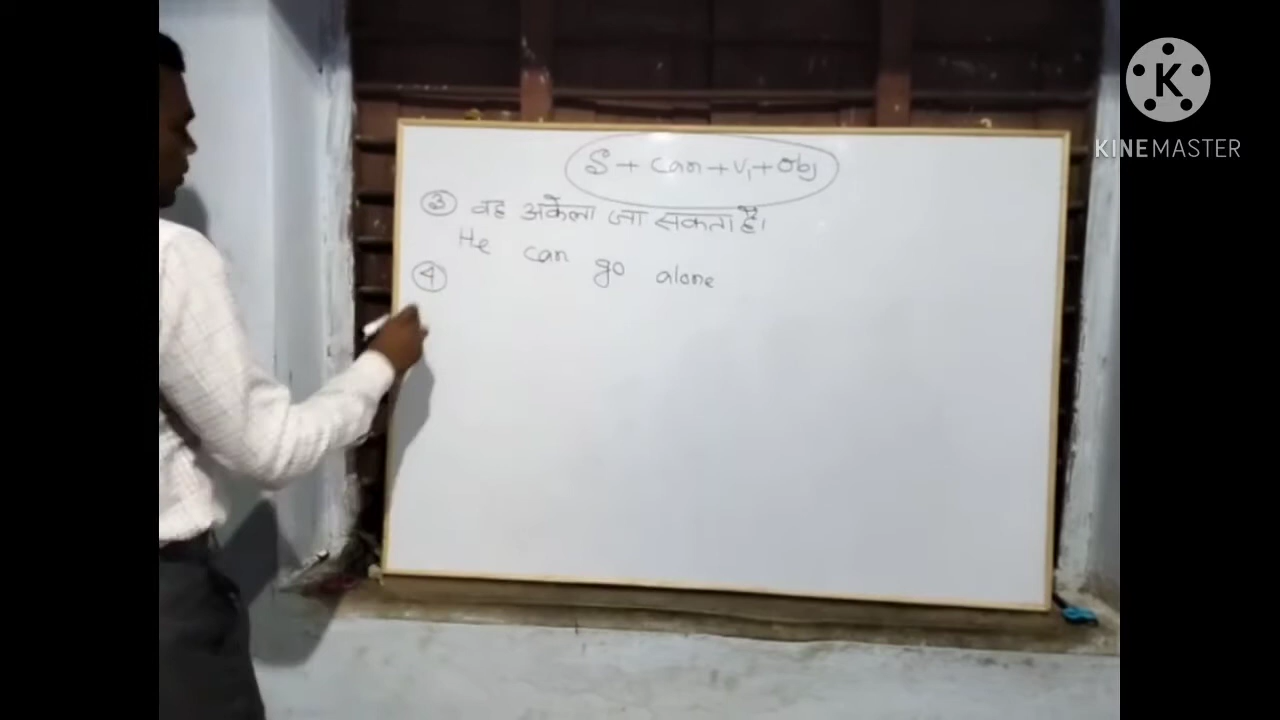 S + can + V₁ + obj
③ वह अकेला जा सकता है।
He can go alone
④
K
KINEMASTER